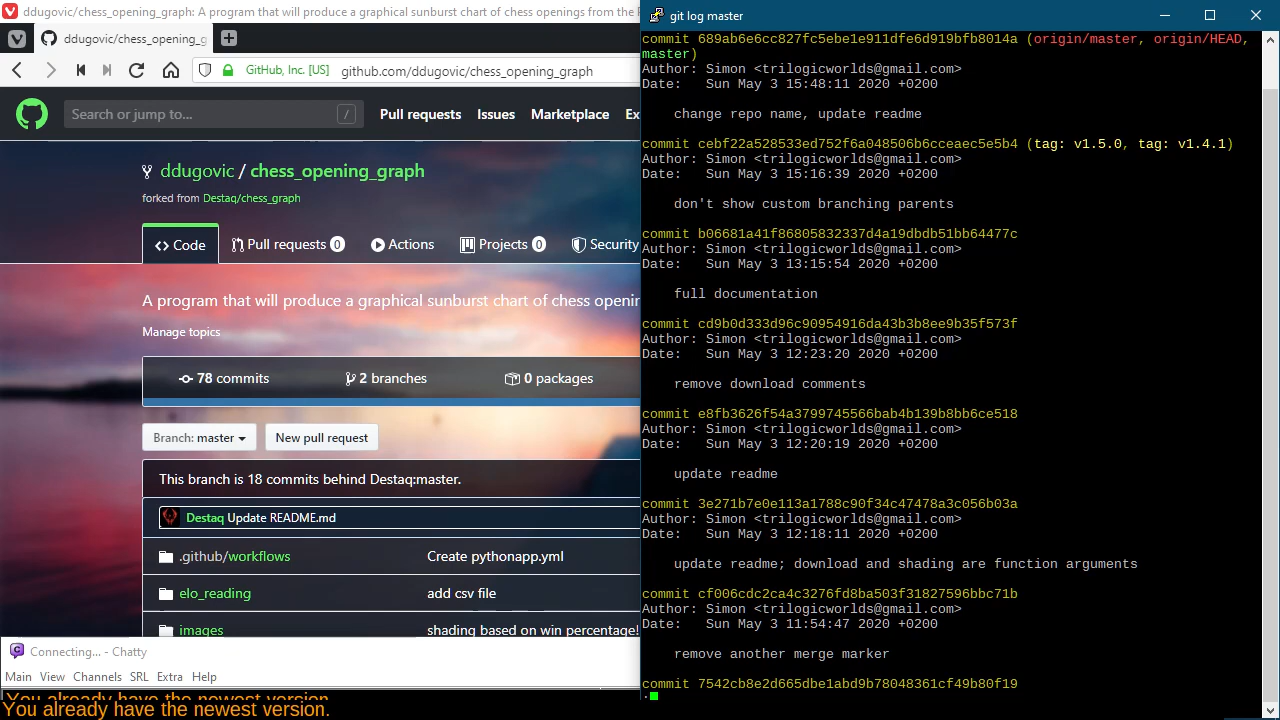 ddugovic/chess_opening_graph: A program that will produce a graphical sunburst chart of chess openings from the
ddugovic/chess_opening_g
GitHub, Inc. [US]
github.com/ddugovic/chess_opening_graph
Search or jump to...
/
Pull requests
Issues
Marketplace
Ex
ddugovic / chess_opening_graph
forked from Destaq/chess_graph
Code
Pull requests 0
Actions
Projects 0
Security
A program that will produce a graphical sunburst chart of chess openin
Manage topics
78 commits
2 branches
0 packages
Branch: master
New pull request
This branch is 18 commits behind Destaq:master.
Destaq Update README.md
.github/workflows
Create pythonapp.yml
elo_reading
add csv file
images
shading based on win percentage!
Connecting... - Chatty
Main View Channels SRL Extra Help
You already have the newest version.
You already have the newest version.
git log master
commit 689ab6e6cc827fc5ebe1e911dfe6d919bfb8014a (origin/master, origin/HEAD,
master)
Author: Simon <trilogicworlds@gmail.com>
Date:   Sun May 3 15:48:11 2020 +0200
change repo name, update readme
commit cebf22a528533ed752f6a048506b6cceaec5e5b4 (tag: v1.5.0, tag: v1.4.1)
Author: Simon <trilogicworlds@gmail.com>
Date:   Sun May 3 15:16:39 2020 +0200
don't show custom branching parents
commit b06681a41f86805832337d4a19dbdb51bb64477c
Author: Simon <trilogicworlds@gmail.com>
Date:   Sun May 3 13:15:54 2020 +0200
full documentation
commit cd9b0d333d96c90954916da43b3b8ee9b35f573f
Author: Simon <trilogicworlds@gmail.com>
Date:   Sun May 3 12:23:20 2020 +0200
remove download comments
commit e8fb3626f54a3799745566bab4b139b8bb6ce518
Author: Simon <trilogicworlds@gmail.com>
Date:   Sun May 3 12:20:19 2020 +0200
update readme
commit 3e271b7e0e113a1788c90f34c47478a3c056b03a
Author: Simon <trilogicworlds@gmail.com>
Date:   Sun May 3 12:18:11 2020 +0200
update readme; download and shading are function arguments
commit cf006cdc2ca4c3276fd8ba503f31827596bbc71b
Author: Simon <trilogicworlds@gmail.com>
Date:   Sun May 3 11:54:47 2020 +0200
remove another merge marker
commit 7542cb8e2d665dbe1abd9b78048361cf49b80f19
: